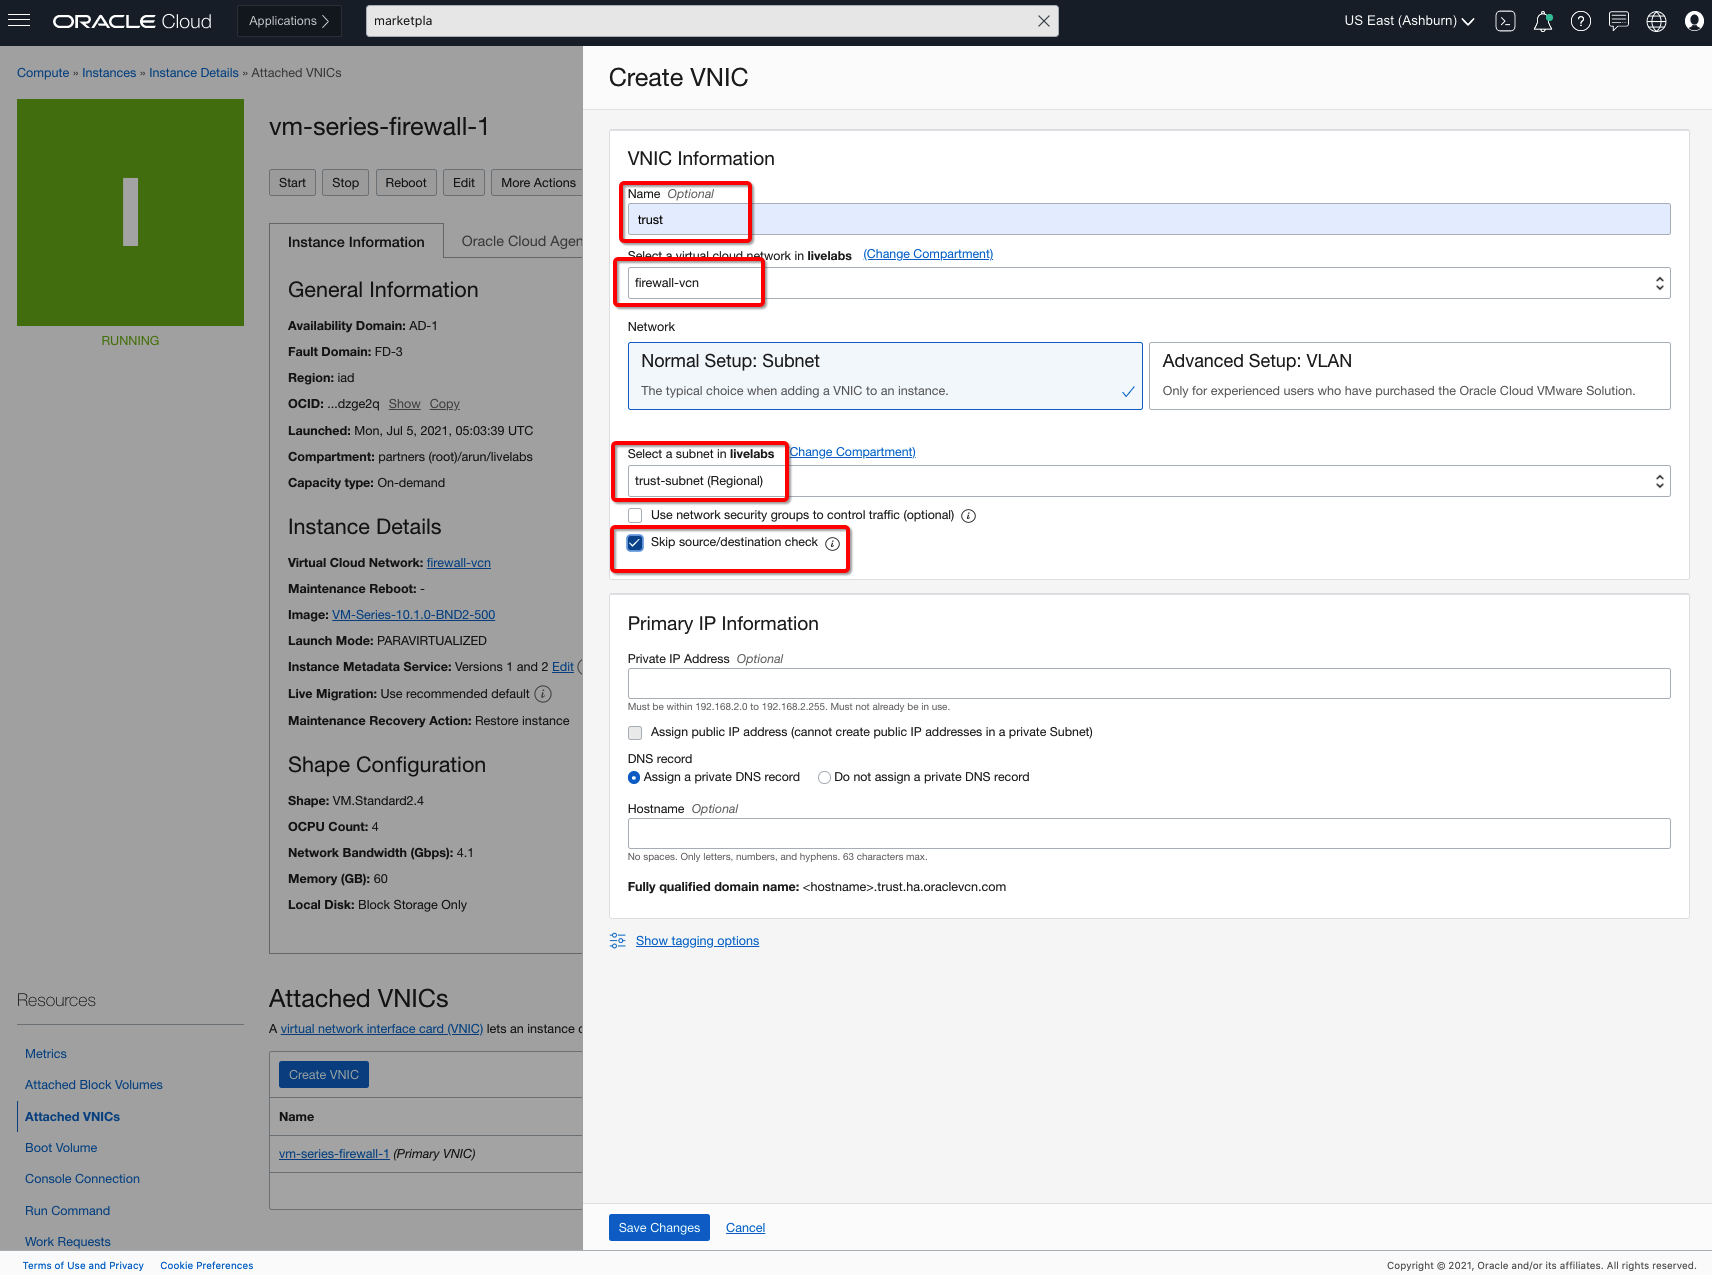 ORACLE Cloud
Applications
marketpla
US East (Ashburn)
Compute » Instances » Instance Details » Attached VNICs
I
RUNNING
vm-series-firewall-1
Start Stop Reboot Edit More Actions
Instance Information Oracle Cloud Agen
General Information
Availability Domain: AD-1
Fault Domain: FD-3
Region: iad
OCID: ...dzge2q Show Copy
Launched: Mon, Jul 5, 2021, 05:03:39 UTC
Compartment: partners (root)/arun/livelabs
Capacity type: On-demand
Instance Details
Virtual Cloud Network: firewall-vcn
Maintenance Reboot: -
Image: VM-Series-10.1.0-BND2-500
Launch Mode: PARAVIRTUALIZED
Instance Metadata Service: Versions 1 and 2 Edit
Live Migration: Use recommended default
Maintenance Recovery Action: Restore instance
Shape Configuration
Shape: VM.Standard2.4
OCPU Count: 4
Network Bandwidth (Gbps): 4.1
Memory (GB): 60
Local Disk: Block Storage Only
Resources
Metrics
Attached Block Volumes
Attached VNICs
Boot Volume
Console Connection
Run Command
Work Requests
Attached VNICs
A virtual network interface card (VNIC) lets an instance c
Create VNIC
Name
vm-series-firewall-1 (Primary VNIC)
Create VNIC
VNIC Information
Name Optional
trust
Select a virtual cloud network in livelabs (Change Compartment)
firewall-vcn
Network
Normal Setup: Subnet
The typical choice when adding a VNIC to an instance.
Advanced Setup: VLAN
Only for experienced users who have purchased the Oracle Cloud VMware Solution.
Select a subnet in livelabs Change Compartment)
trust-subnet (Regional)
Use network security groups to control traffic (optional)
Skip source/destination check
Primary IP Information
Private IP Address Optional
Must be within 192.168.2.0 to 192.168.2.255. Must not already be in use.
Assign public IP address (cannot create public IP addresses in a private Subnet)
DNS record
Assign a private DNS record Do not assign a private DNS record
Hostname Optional
No spaces. Only letters, numbers, and hyphens. 63 characters max.
Fully qualified domain name: <hostname>.trust.ha.oraclevcn.com
Show tagging options
Save Changes Cancel
Terms of Use and Privacy Cookie Preferences
Copyright © 2021, Oracle and/or its affiliates. All rights reserved.